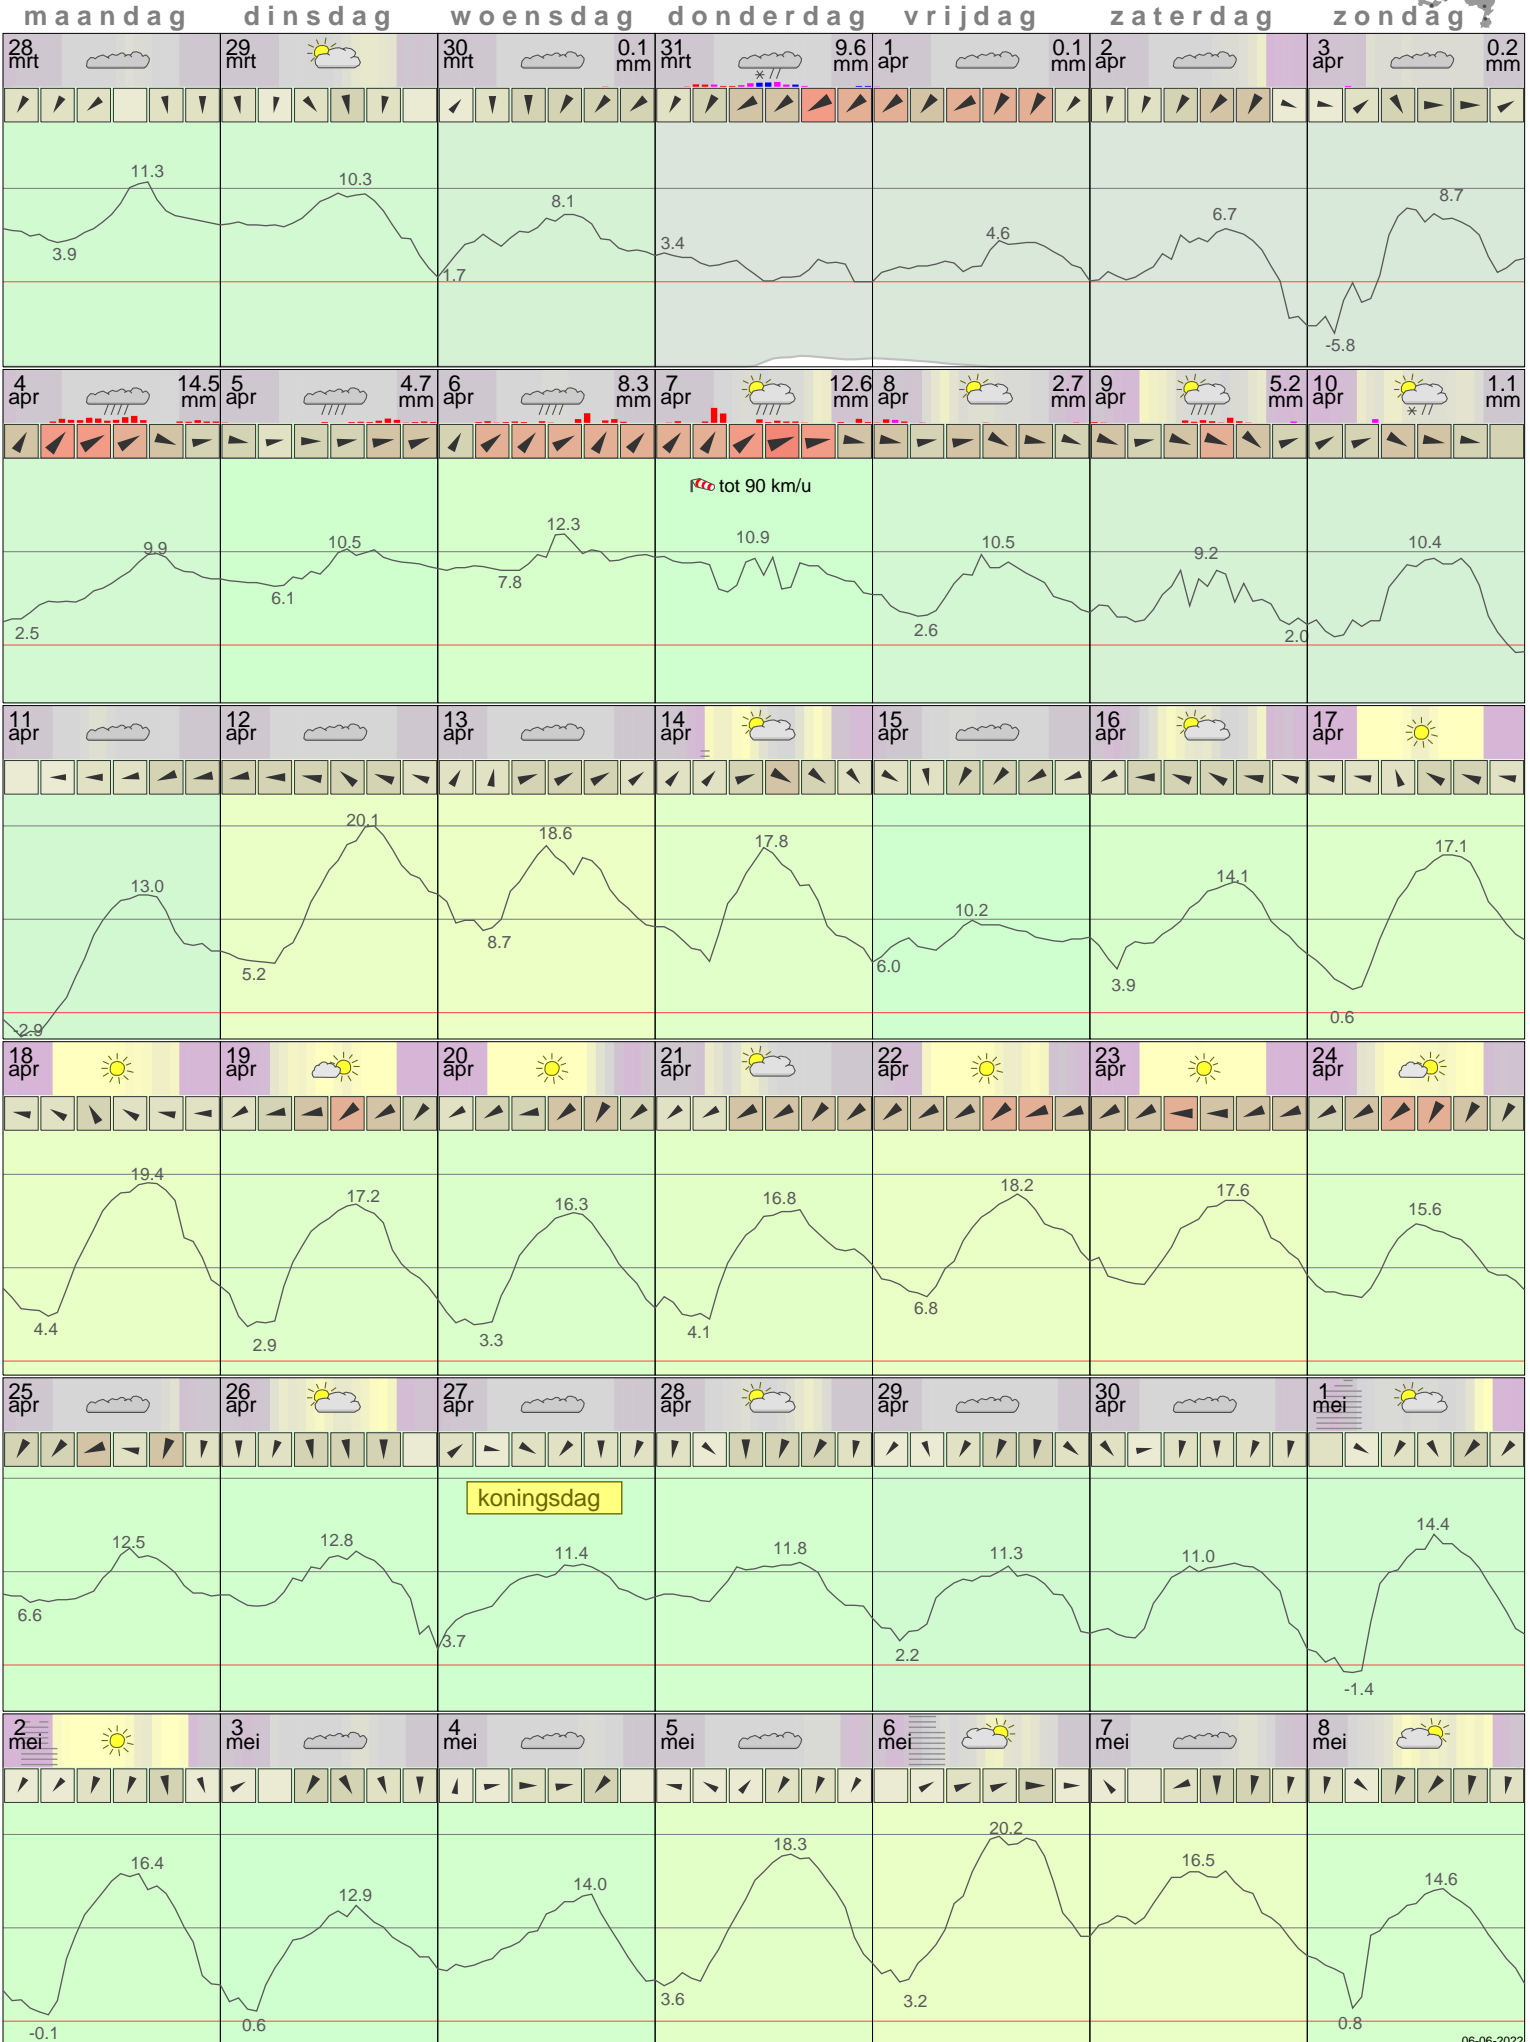 maandag dinsdag woensdag donderdag vrijdag zaterdag zondag
28 mrt 29 mrt 30 mrt 0.1 mm 31 mrt 9.6 mm 1 apr 0.1 mm 2 apr 3 apr 0.2 mm
11.3 10.3 8.1 3.4 4.6 6.7 8.7
3.9 1.7 -5.8
4 apr 14.5 mm 5 apr 4.7 mm 6 apr 8.3 mm 7 apr 12.6 mm 8 apr 2.7 mm 9 apr 5.2 mm 10 apr 1.1 mm
tot 90 km/u
9.9 10.5 12.3 10.9 10.5 9.2 10.4
2.5 6.1 7.8 2.6 2.0
11 apr 12 apr 13 apr 14 apr 15 apr 16 apr 17 apr
13.0 20.1 18.6 17.8 10.2 14.1 17.1
-2.9 5.2 8.7 6.0 3.9 0.6
18 apr 19 apr 20 apr 21 apr 22 apr 23 apr 24 apr
19.4 17.2 16.3 16.8 18.2 17.6 15.6
4.4 2.9 3.3 4.1 6.8
25 apr 26 apr 27 apr 28 apr 29 apr 30 apr 1 mei
koningsdag
12.5 12.8 11.4 11.8 11.3 11.0 14.4
6.6 3.7 2.2 -1.4
2 mei 3 mei 4 mei 5 mei 6 mei 7 mei 8 mei
16.4 12.9 14.0 18.3 20.2 16.5 14.6
-0.1 0.6 3.6 3.2 0.8
06-06-2022